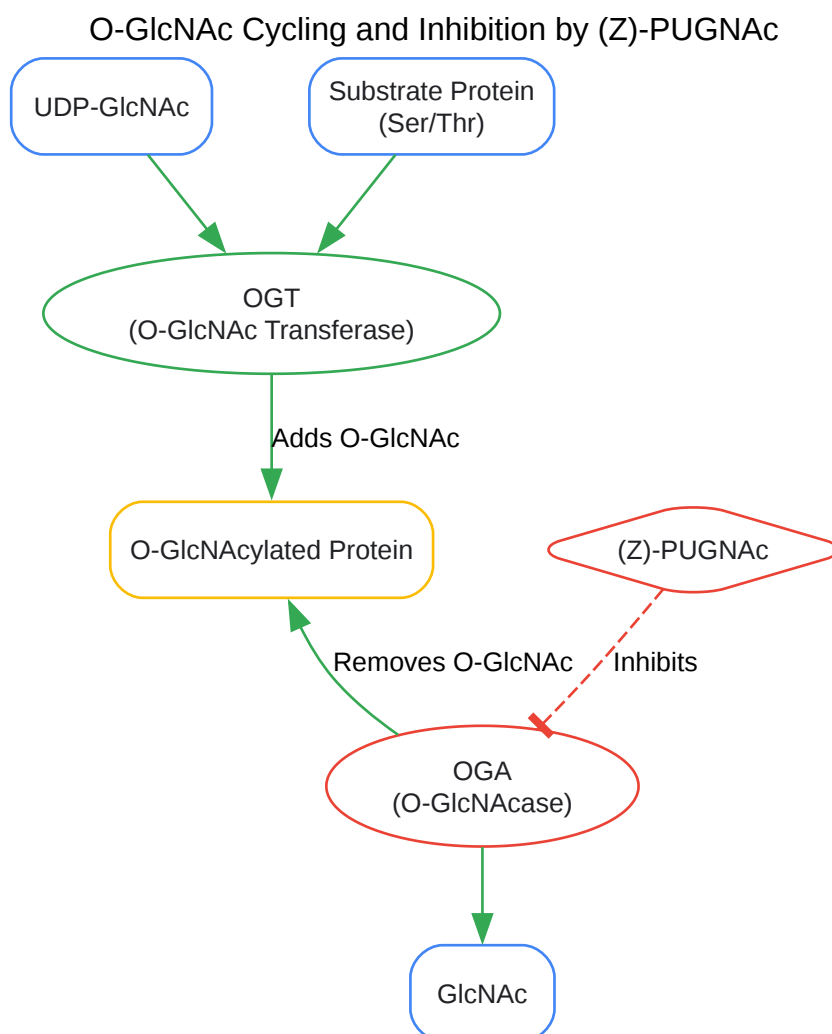 O-GlcNAc Cycling and Inhibition by (Z)-PUGNAc
UDP-GlcNAc
Substrate Protein
(Ser/Thr)
OGT
(O-GlcNAc Transferase)
Adds O-GlcNAc
O-GlcNAcylated Protein
(Z)-PUGNAc
Removes O-GlcNAc
Inhibits
OGA
(O-GlcNAcase)
GlcNAc